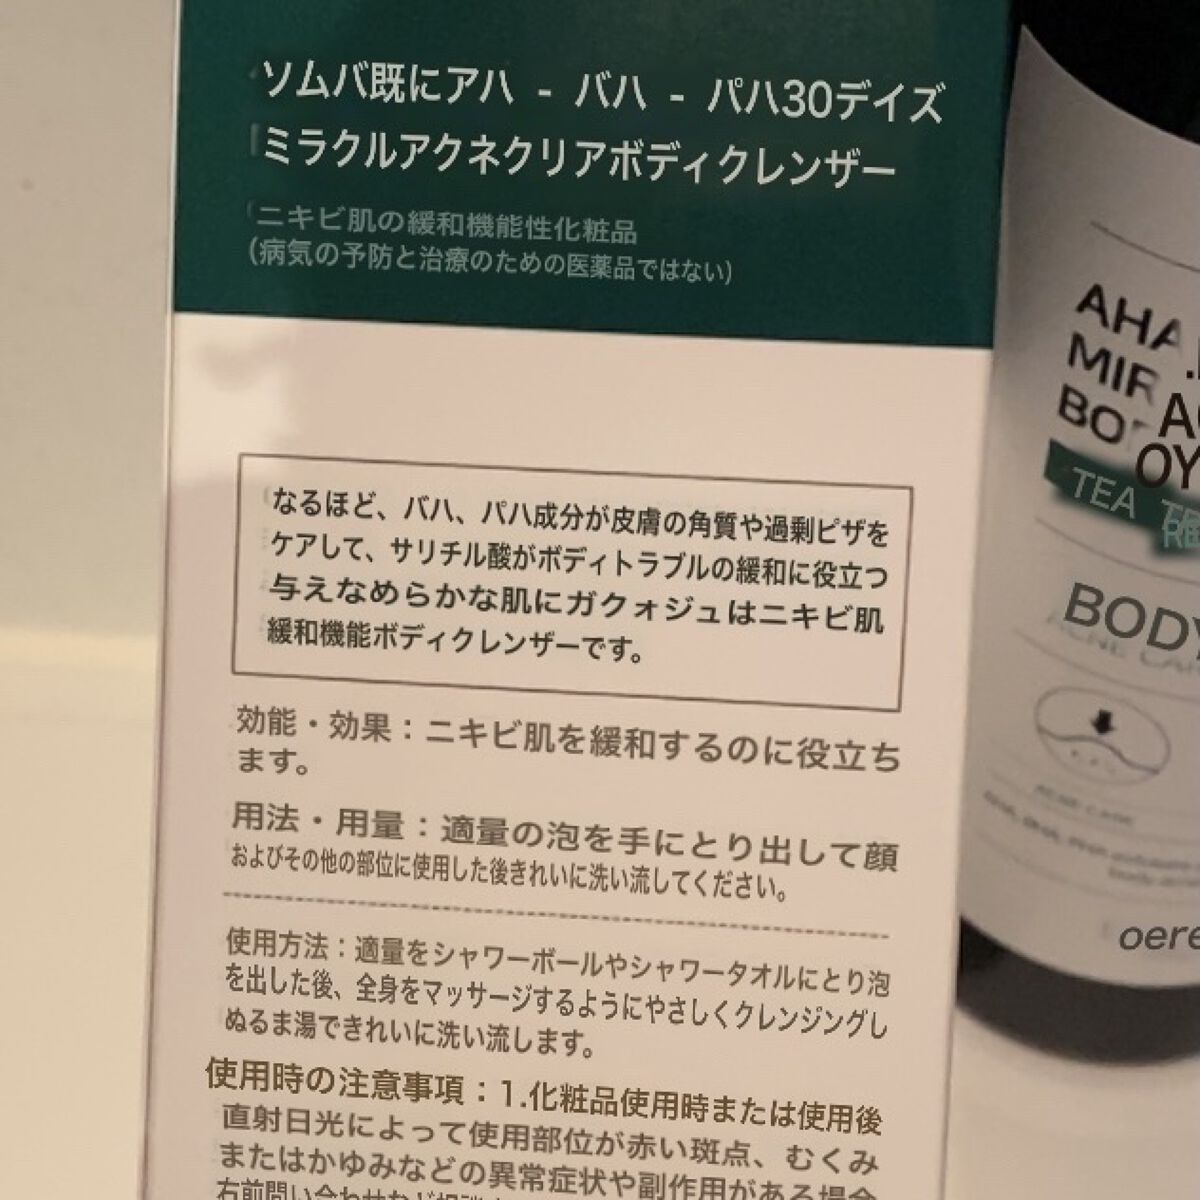 ソムバ既にアハ - バハ - パハ30デイズ
ミラクルアクネクリアボディクレンザー
ニキビ肌の緩和機能性化粧品
(病気の予防と治療のための医薬品ではない)
なるほど、バハ、パハ成分が皮膚の角質や過剰ピザを
ケアして、サリチル酸がボディトラブルの緩和に役立つ
与えなめらかな肌にガクォジュはニキビ肌
緩和機能ボディクレンザーです。
効能・効果：ニキビ肌を緩和するのに役立ち
ます。
用法・用量：適量の泡を手にとり出して顔
およびその他の部位に使用した後きれいに洗い流してください。
使用方法：適量をシャワーボールやシャワータオルにとり泡
を出した後、全身をマッサージするようにやさしくクレンジングし
ぬるま湯できれいに洗い流します。
使用時の注意事項：1.化粧品使用時または使用後
直射日光によって使用部位が赤い斑点、むくみ
またはかゆみなどの異常症状や副作用がある場合
AHA
MIR
BO
TEA
BODY
ACNE CARE